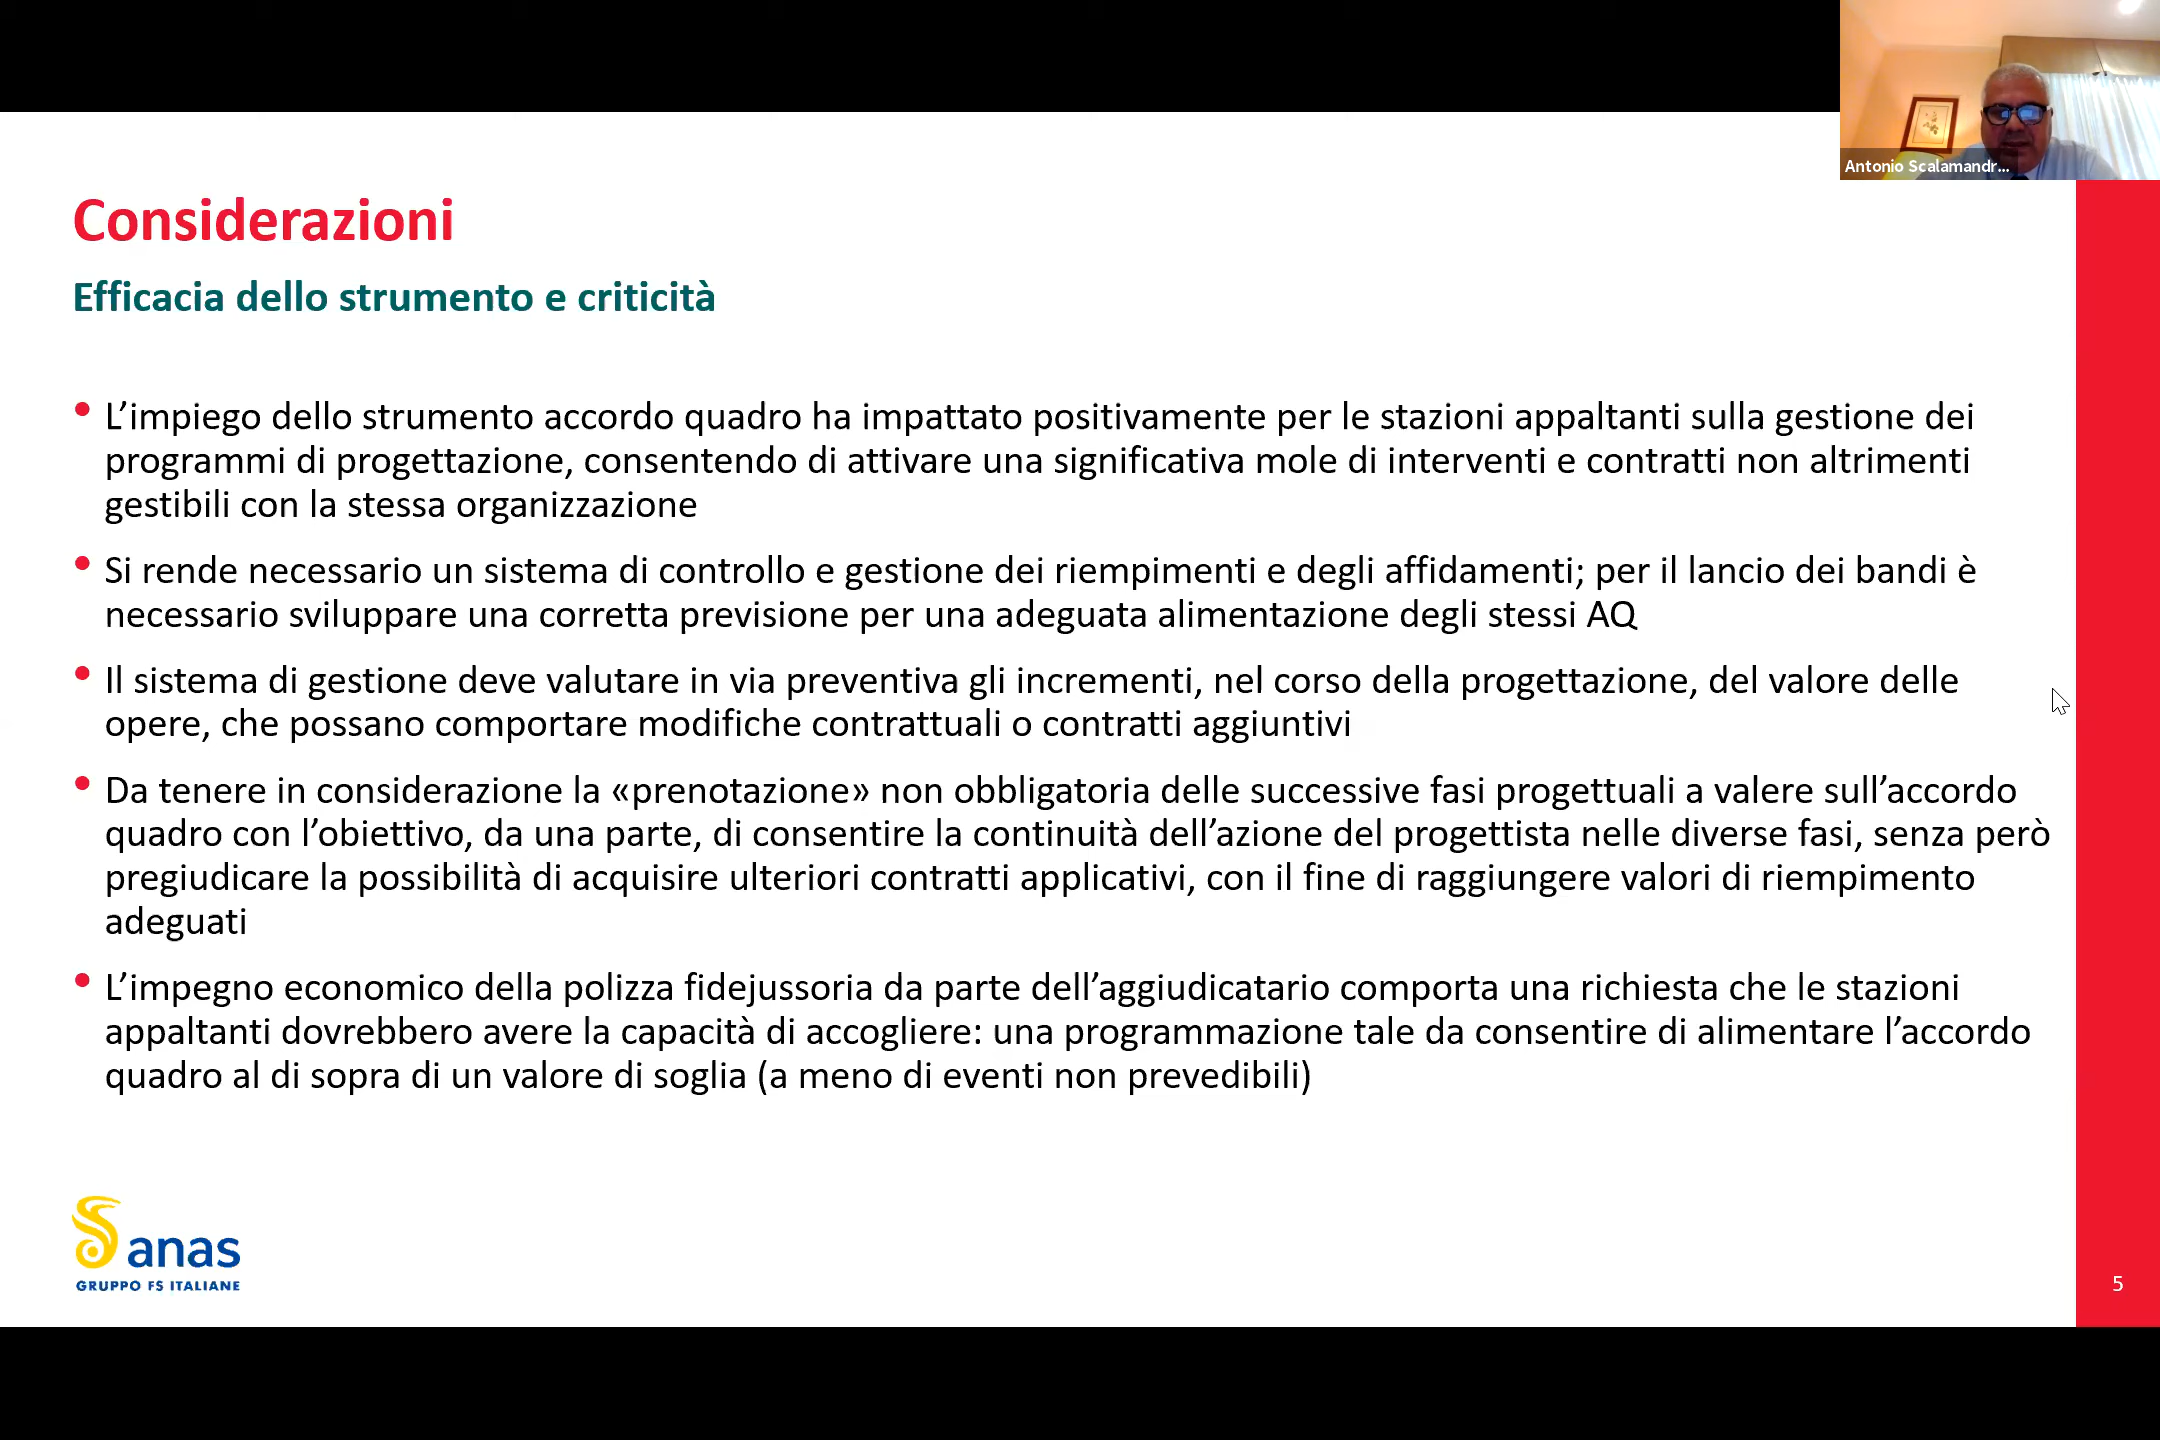 Antonio Scalamandr...
Considerazioni
Efficacia dello strumento e criticità
• L’impiego dello strumento accordo quadro ha impattato positivamente per le stazioni appaltanti sulla gestione dei
programmi di progettazione, consentendo di attivare una significativa mole di interventi e contratti non altrimenti
gestibili con la stessa organizzazione
• Si rende necessario un sistema di controllo e gestione dei riempimenti e degli affidamenti; per il lancio dei bandi è
necessario sviluppare una corretta previsione per una adeguata alimentazione degli stessi AQ
• Il sistema di gestione deve valutare in via preventiva gli incrementi, nel corso della progettazione, del valore delle
opere, che possano comportare modifiche contrattuali o contratti aggiuntivi
• Da tenere in considerazione la «prenotazione» non obbligatoria delle successive fasi progettuali a valere sull’accordo
quadro con l’obiettivo, da una parte, di consentire la continuità dell’azione del progettista nelle diverse fasi, senza però
pregiudicare la possibilità di acquisire ulteriori contratti applicativi, con il fine di raggiungere valori di riempimento
adeguati
• L’impegno economico della polizza fidejussoria da parte dell’aggiudicatario comporta una richiesta che le stazioni
appaltanti dovrebbero avere la capacità di accogliere: una programmazione tale da consentire di alimentare l’accordo
quadro al di sopra di un valore di soglia (a meno di eventi non prevedibili)
anas
GRUPPO FS ITALIANE
5